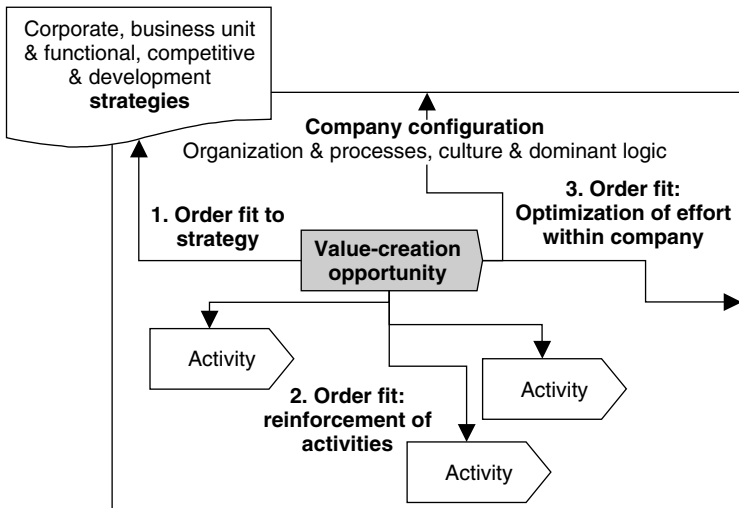 Corporate, business unit
& functional, competitive
& development
strategies
Company configuration
Organization & processes, culture & dominant logic
1. Order fit to
strategy
3. Order fit:
Optimization of effort
within company
Value-creation
opportunity
Activity
Activity
2. Order fit:
reinforcement of
activities
Activity